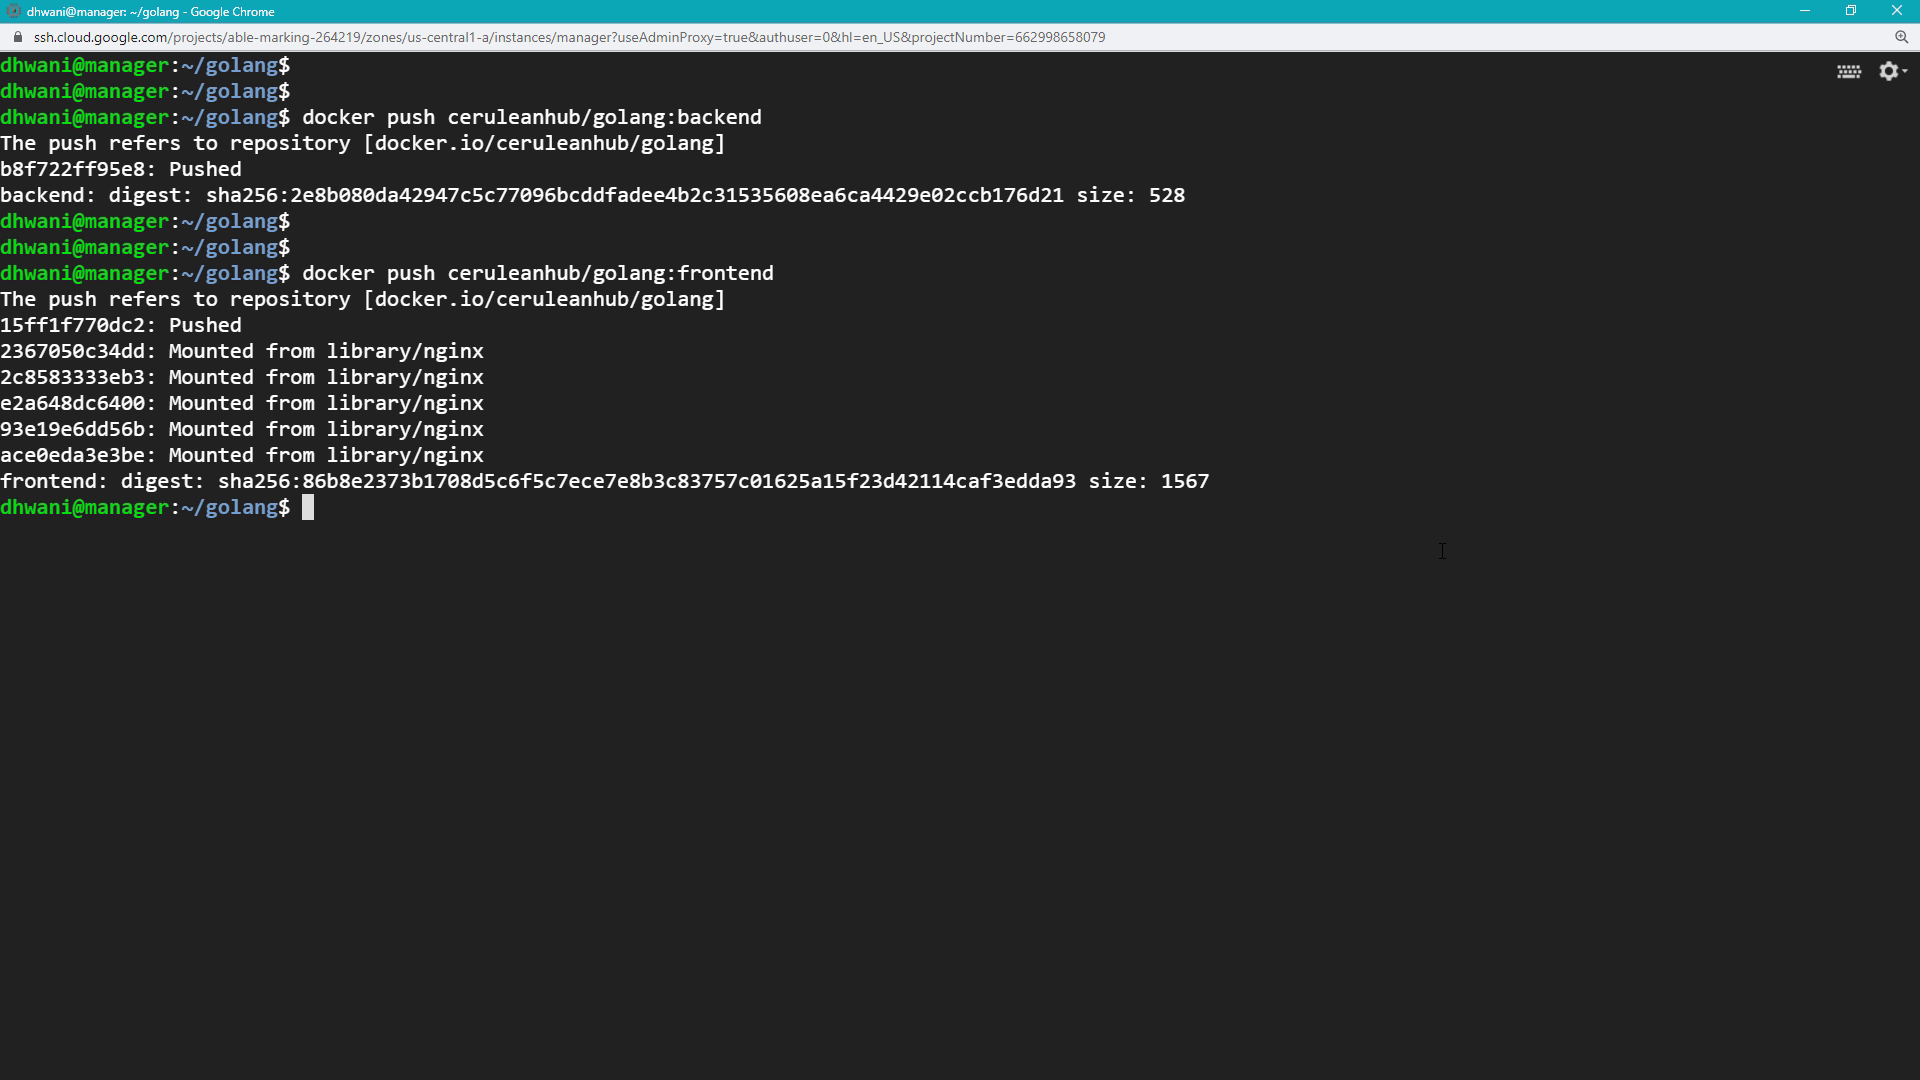 dhwani@manager: ~/golang - Google Chrome
ssh.cloud.google.com/projects/able-marking-264219/zones/us-central1-a/instances/manager?useAdminProxy=true&authuser=0&hl=en_US&projectNumber=662998658079
dhwani@manager:~/golang$
dhwani@manager:~/golang$
dhwani@manager:~/golang$ docker push ceruleanhub/golang:backend
The push refers to repository [docker.io/ceruleanhub/golang]
b8f722ff95e8: Pushed
backend: digest: sha256:2e8b080da42947c5c77096bcddfadee4b2c31535608ea6ca4429e02ccb176d21 size: 528
dhwani@manager:~/golang$
dhwani@manager:~/golang$
dhwani@manager:~/golang$ docker push ceruleanhub/golang:frontend
The push refers to repository [docker.io/ceruleanhub/golang]
15ff1f770dc2: Pushed
2367050c34dd: Mounted from library/nginx
2c8583333eb3: Mounted from library/nginx
e2a648dc6400: Mounted from library/nginx
93e19e6dd56b: Mounted from library/nginx
ace0eda3e3be: Mounted from library/nginx
frontend: digest: sha256:86b8e2373b1708d5c6f5c7ece7e8b3c83757c01625a15f23d42114caf3edda93 size: 1567
dhwani@manager:~/golang$